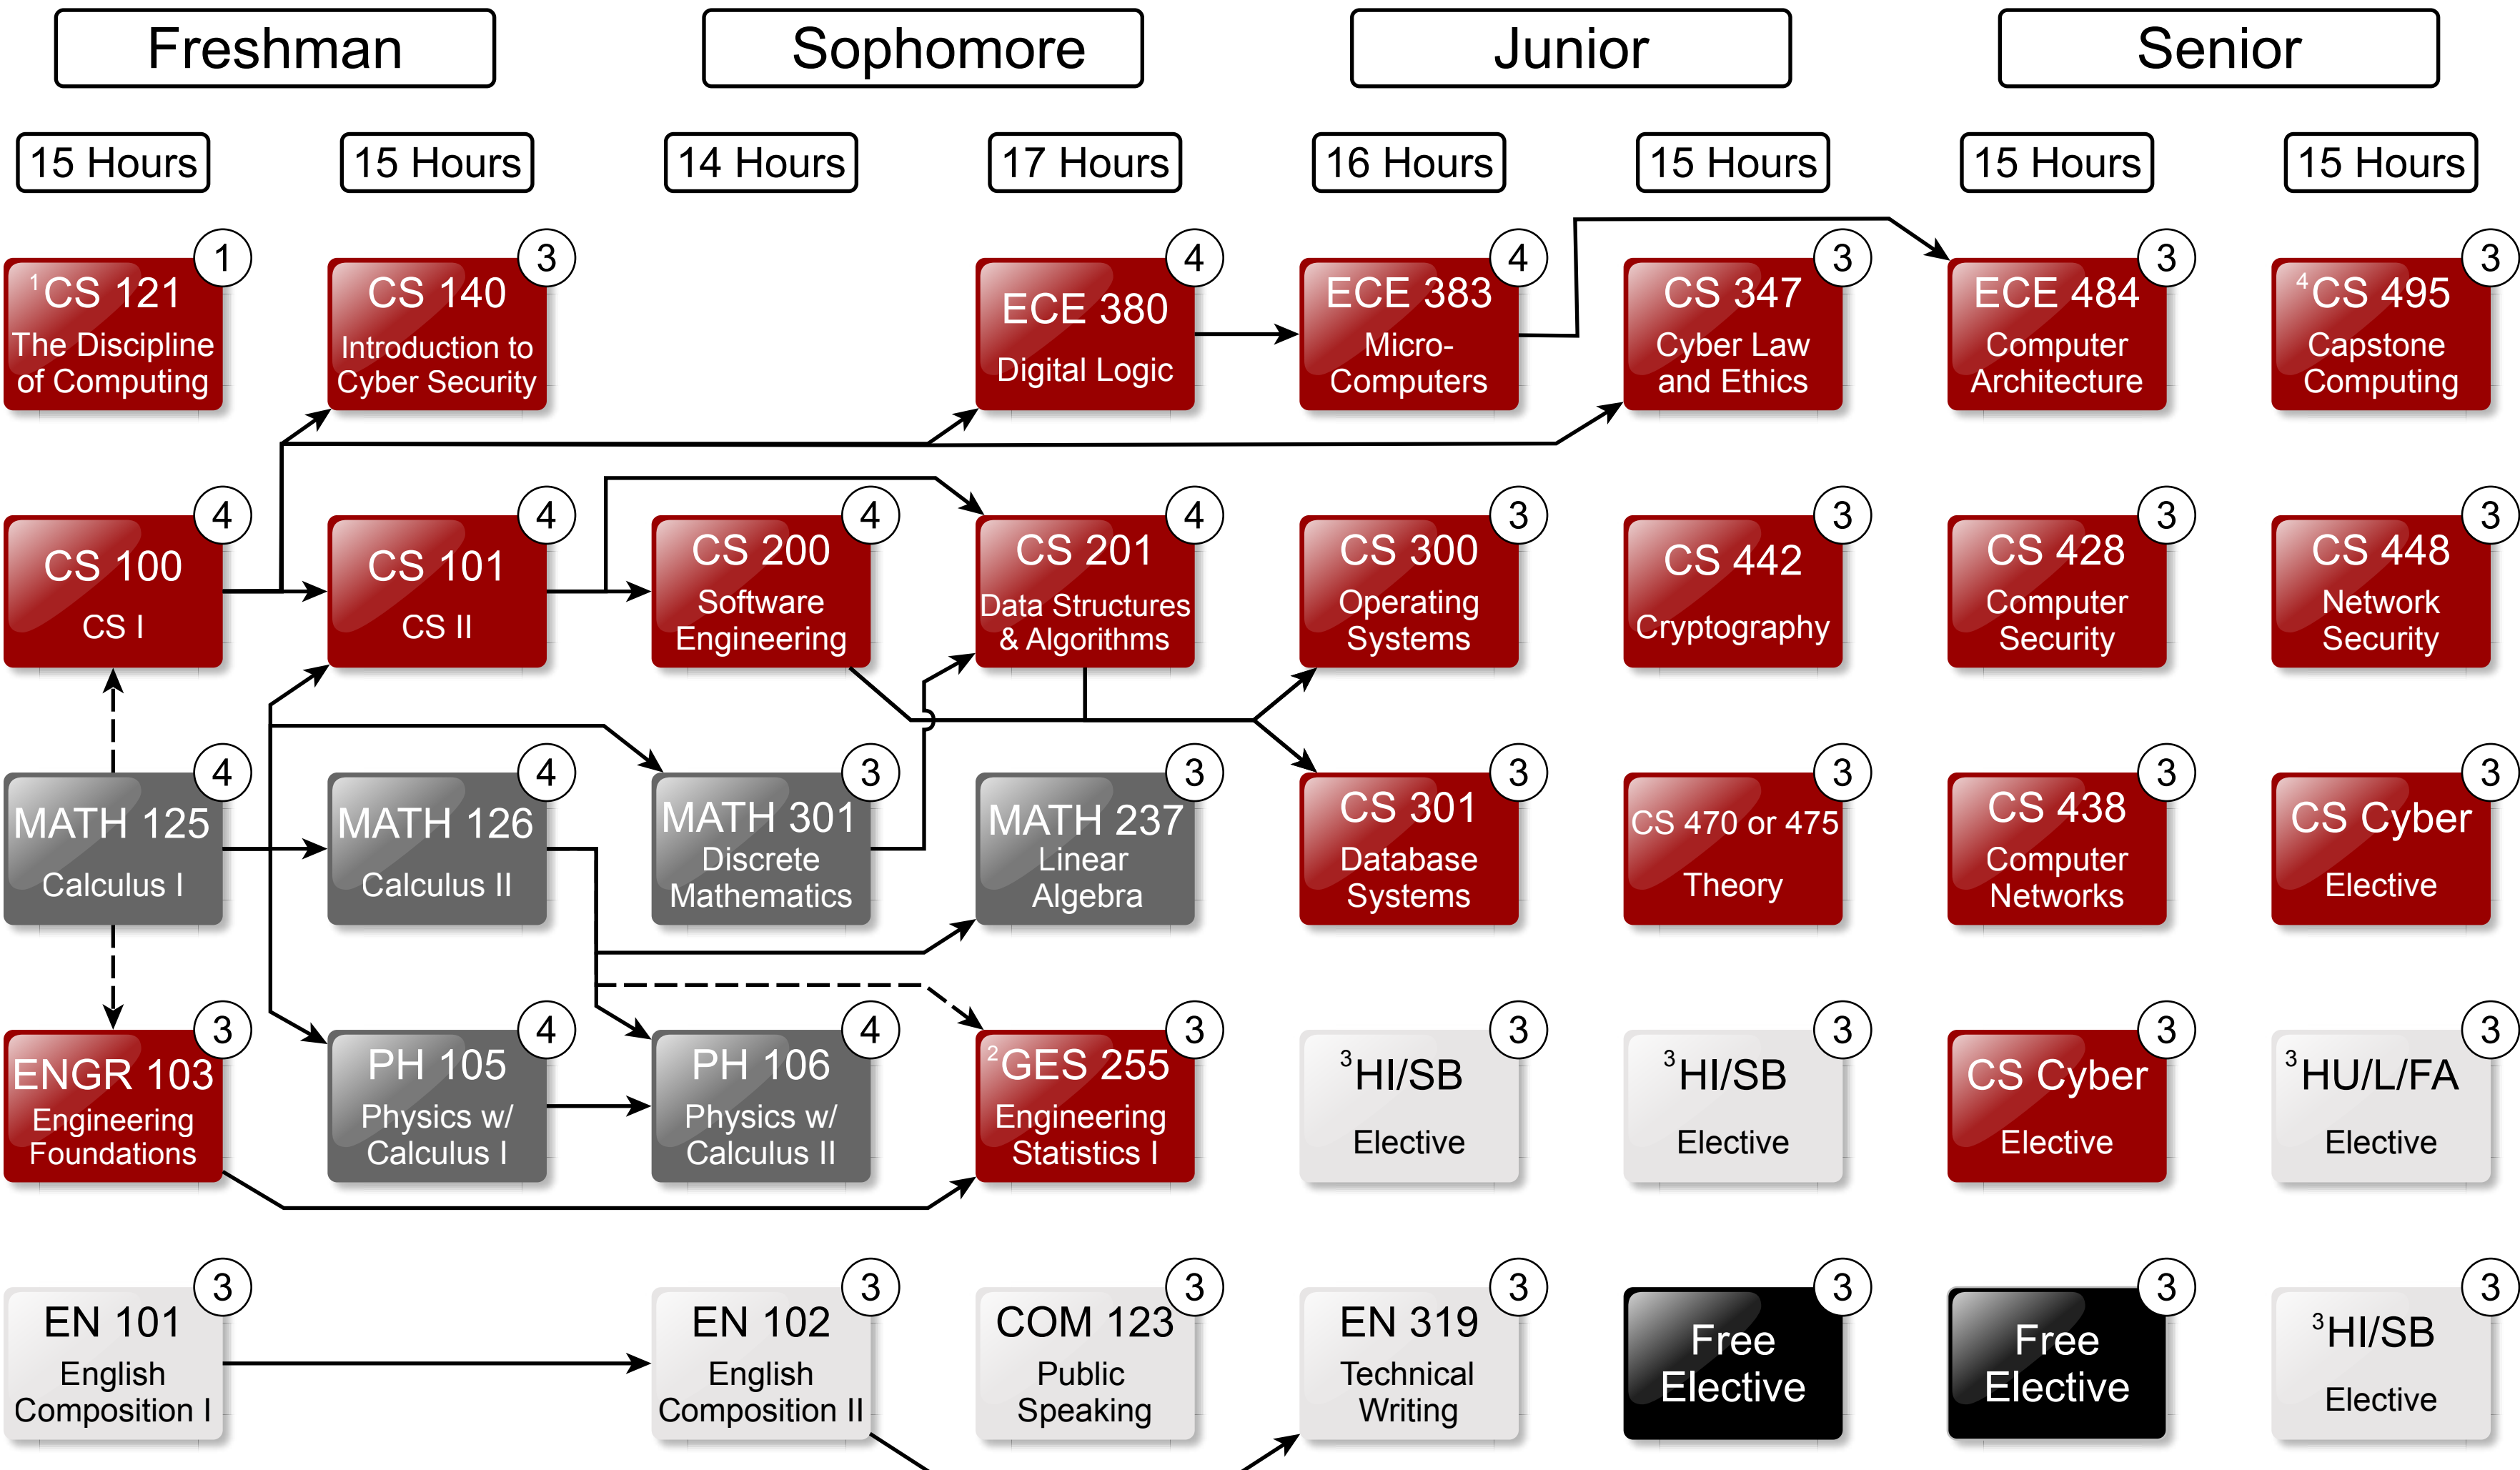 Freshman
Sophomore
Junior
Senior
15 Hours
15 Hours
14 Hours
17 Hours
16 Hours
15 Hours
15 Hours
15 Hours
1
¹CS 121
The Discipline
of Computing
3
CS 140
Introduction to
Cyber Security
4
ECE 380
Digital Logic
4
ECE 383
Micro-
Computers
3
CS 347
Cyber Law
and Ethics
3
ECE 484
Computer
Architecture
3
⁴CS 495
Capstone
Computing
4
CS 100
CS I
4
CS 101
CS II
4
CS 200
Software
Engineering
4
CS 201
Data Structures
& Algorithms
3
CS 300
Operating
Systems
3
CS 442
Cryptography
3
CS 428
Computer
Security
3
CS 448
Network
Security
4
MATH 125
Calculus I
4
MATH 126
Calculus II
3
MATH 301
Discrete
Mathematics
3
MATH 237
Linear
Algebra
3
CS 301
Database
Systems
3
CS 470 or 475
Theory
3
CS 438
Computer
Networks
3
CS Cyber
Elective
3
ENGR 103
Engineering
Foundations
4
PH 105
Physics w/
Calculus I
4
PH 106
Physics w/
Calculus II
3
²GES 255
Engineering
Statistics I
3
³HI/SB
Elective
3
³HI/SB
Elective
3
CS Cyber
Elective
3
³HU/L/FA
Elective
3
EN 101
English
Composition I
3
EN 102
English
Composition II
3
COM 123
Public
Speaking
3
EN 319
Technical
Writing
3
Free
Elective
3
Free
Elective
3
³HI/SB
Elective